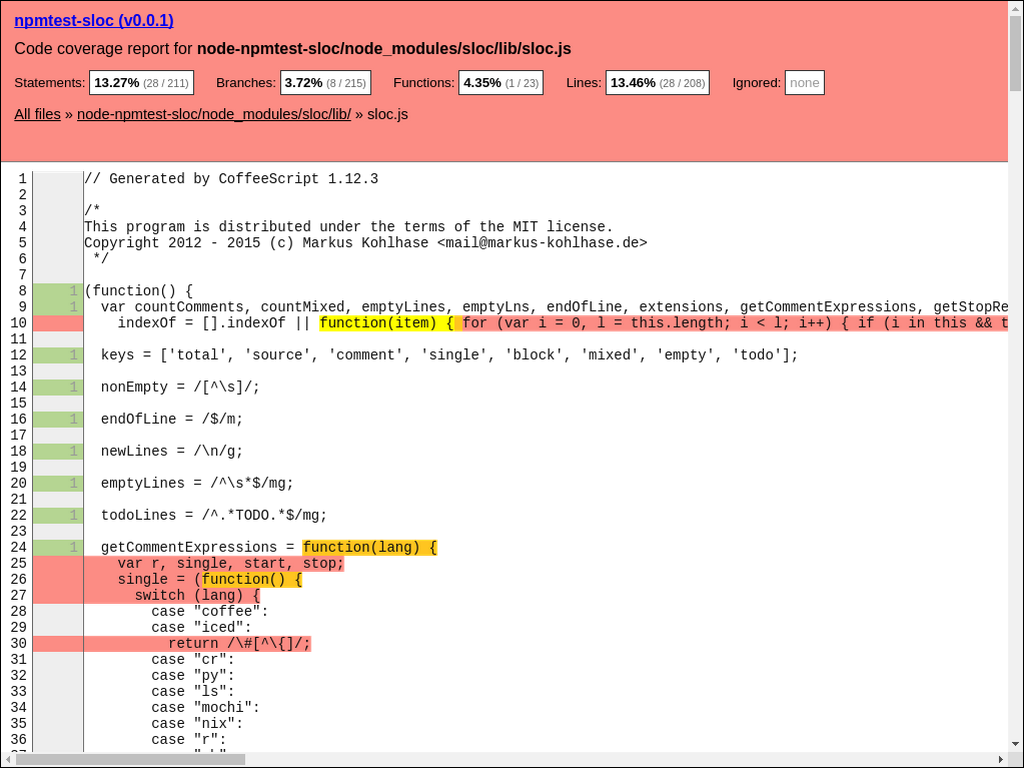 npmtest-sloc (v0.0.1)
Code coverage report for node-npmtest-sloc/node_modules/sloc/lib/sloc.js
Statements: 13.27% (28 / 211) Branches: 3.72% (8 / 215) Functions: 4.35% (1 / 23) Lines: 13.46% (28 / 208) Ignored: none
All files » node-npmtest-sloc/node_modules/sloc/lib/ » sloc.js
1 // Generated by CoffeeScript 1.12.3
2
3 /*
4 This program is distributed under the terms of the MIT license.
5 Copyright 2012 - 2015 (c) Markus Kohlhase <mail@markus-kohlhase.de>
6  */
7
8 1 (function() {
9 1   var countComments, countMixed, emptyLines, emptyLns, endOfLine, extensions, getCommentExpressions, getStopRe
10     indexOf = [].indexOf || function(item) { for (var i = 0, l = this.length; i < l; i++) { if (i in this && t
11
12 1   keys = ['total', 'source', 'comment', 'single', 'block', 'mixed', 'empty', 'todo'];
13
14 1   nonEmpty = /[^\s]/;
15
16 1   endOfLine = /$/m;
17
18 1   newLines = /\n/g;
19
20 1   emptyLines = /^\s*$/mg;
21
22 1   todoLines = /^.*TODO.*$/mg;
23
24 1   getCommentExpressions = function(lang) {
25     var r, single, start, stop;
26     single = (function() {
27       switch (lang) {
28         case "coffee":
29         case "iced":
30           return /\#[^\{]/;
31         case "cr":
32         case "py":
33         case "ls":
34         case "mochi":
35         case "nix":
36         case "r":